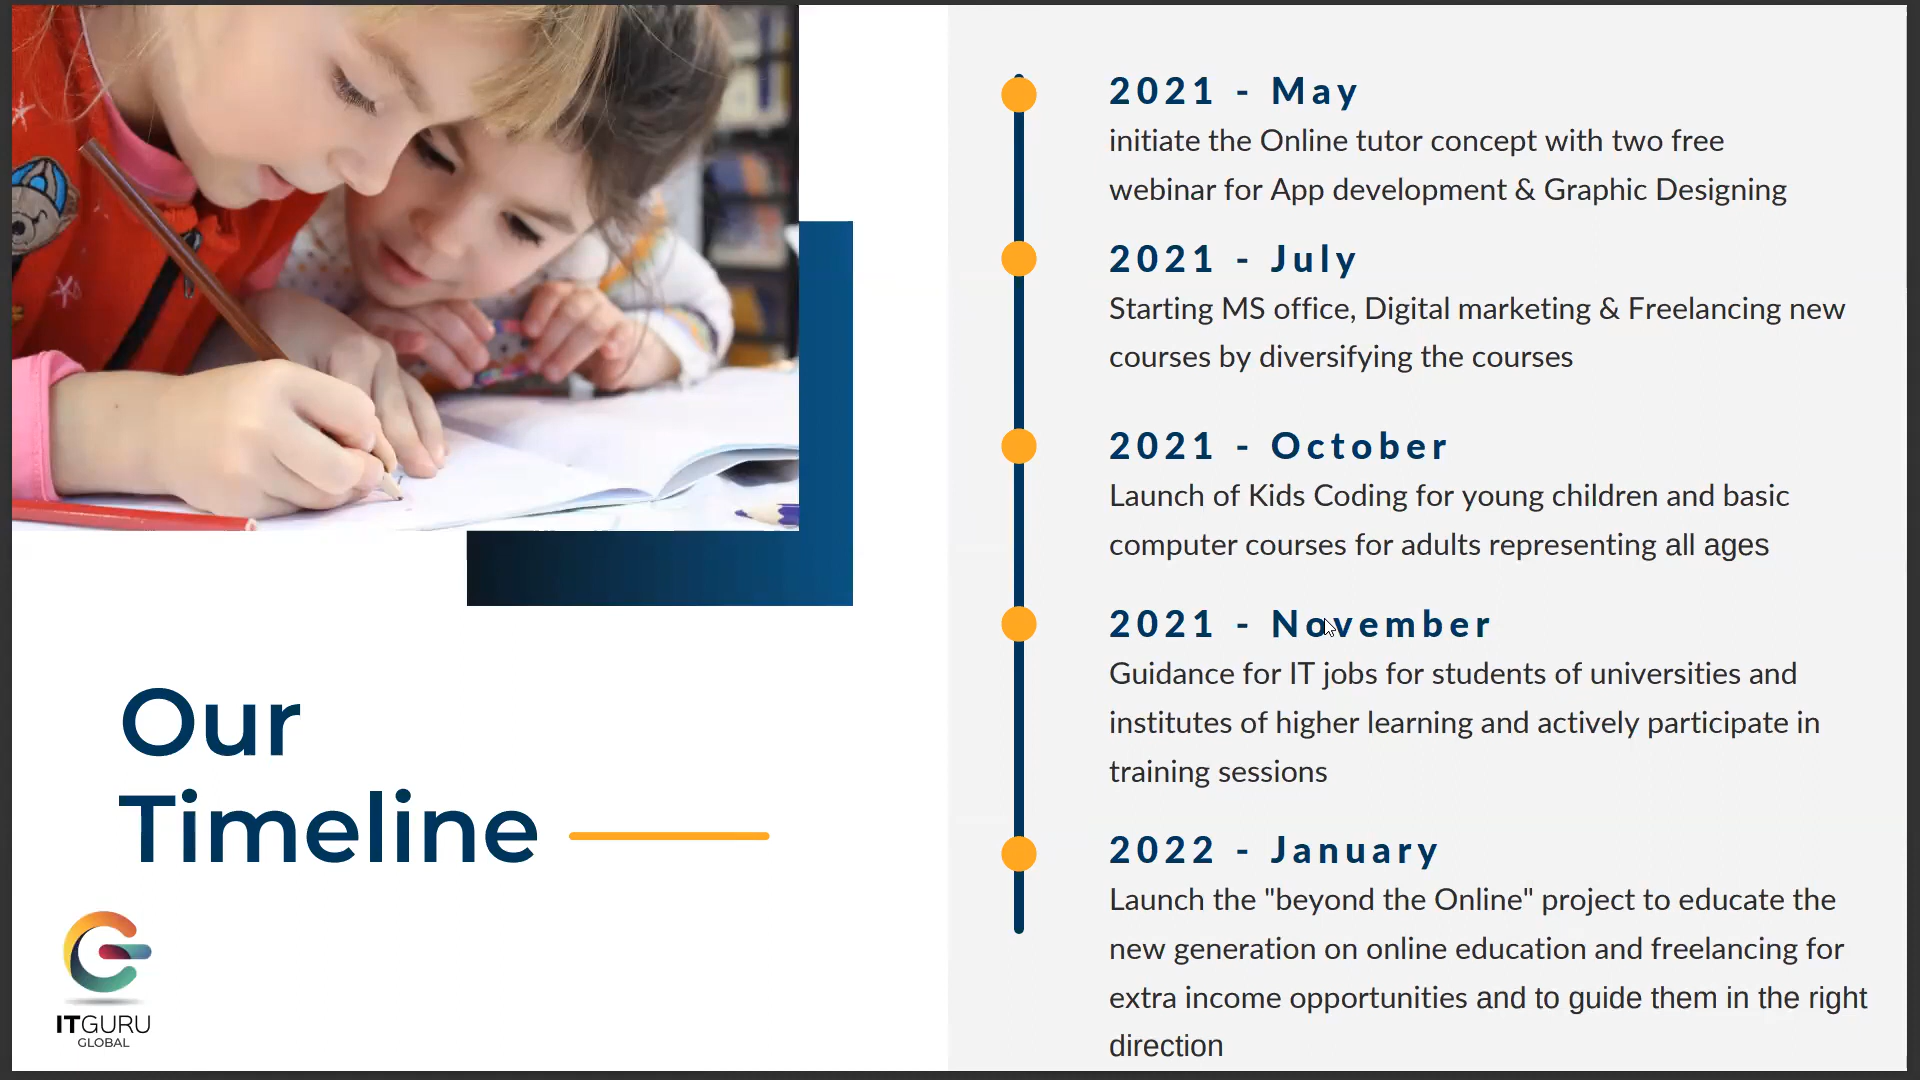 2021 - May
initiate the Online tutor concept with two free
webinar for App development & Graphic Designing
2021 - July
Starting MS office, Digital marketing & Freelancing new
courses by diversifying the courses
2021 - October
Launch of Kids Coding for young children and basic
computer courses for adults representing all ages
2021 - November
Guidance for IT jobs for students of universities and
institutes of higher learning and actively participate in
training sessions
2022 - January
Launch the "beyond the Online" project to educate the
new generation on online education and freelancing for
extra income opportunities and to guide them in the right
direction
Our
Timeline
ITGURU
GLOBAL